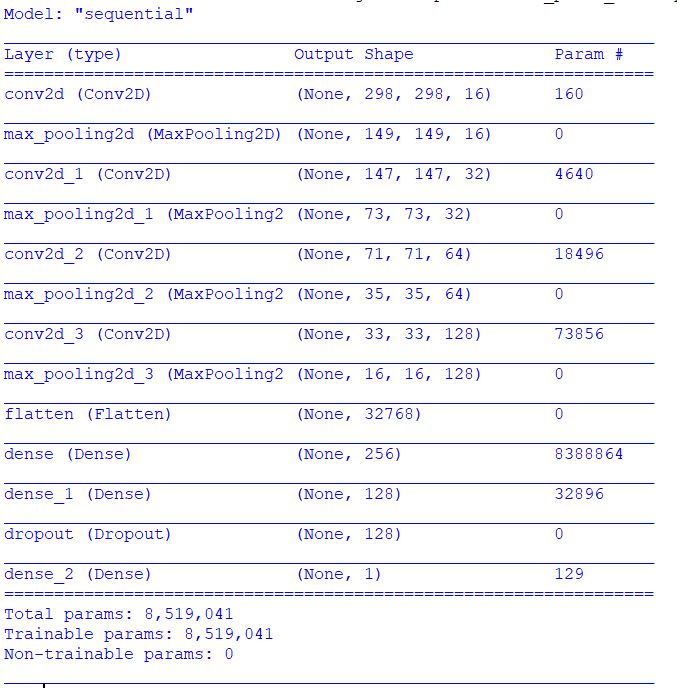 Model: "sequential"
Layer (type) Output Shape Param #
conv2d (Conv2D) (None, 298, 298, 16) 160
max_pooling2d (MaxPooling2D) (None, 149, 149, 16) 0
conv2d_1 (Conv2D) (None, 147, 147, 32) 4640
max_pooling2d_1 (MaxPooling2 (None, 73, 73, 32) 0
conv2d_2 (Conv2D) (None, 71, 71, 64) 18496
max_pooling2d_2 (MaxPooling2 (None, 35, 35, 64) 0
conv2d_3 (Conv2D) (None, 33, 33, 128) 73856
max_pooling2d_3 (MaxPooling2 (None, 16, 16, 128) 0
flatten (Flatten) (None, 32768) 0
dense (Dense) (None, 256) 8388864
dense_1 (Dense) (None, 128) 32896
dropout (Dropout) (None, 128) 0
dense_2 (Dense) (None, 1) 129
Total params: 8,519,041
Trainable params: 8,519,041
Non-trainable params: 0